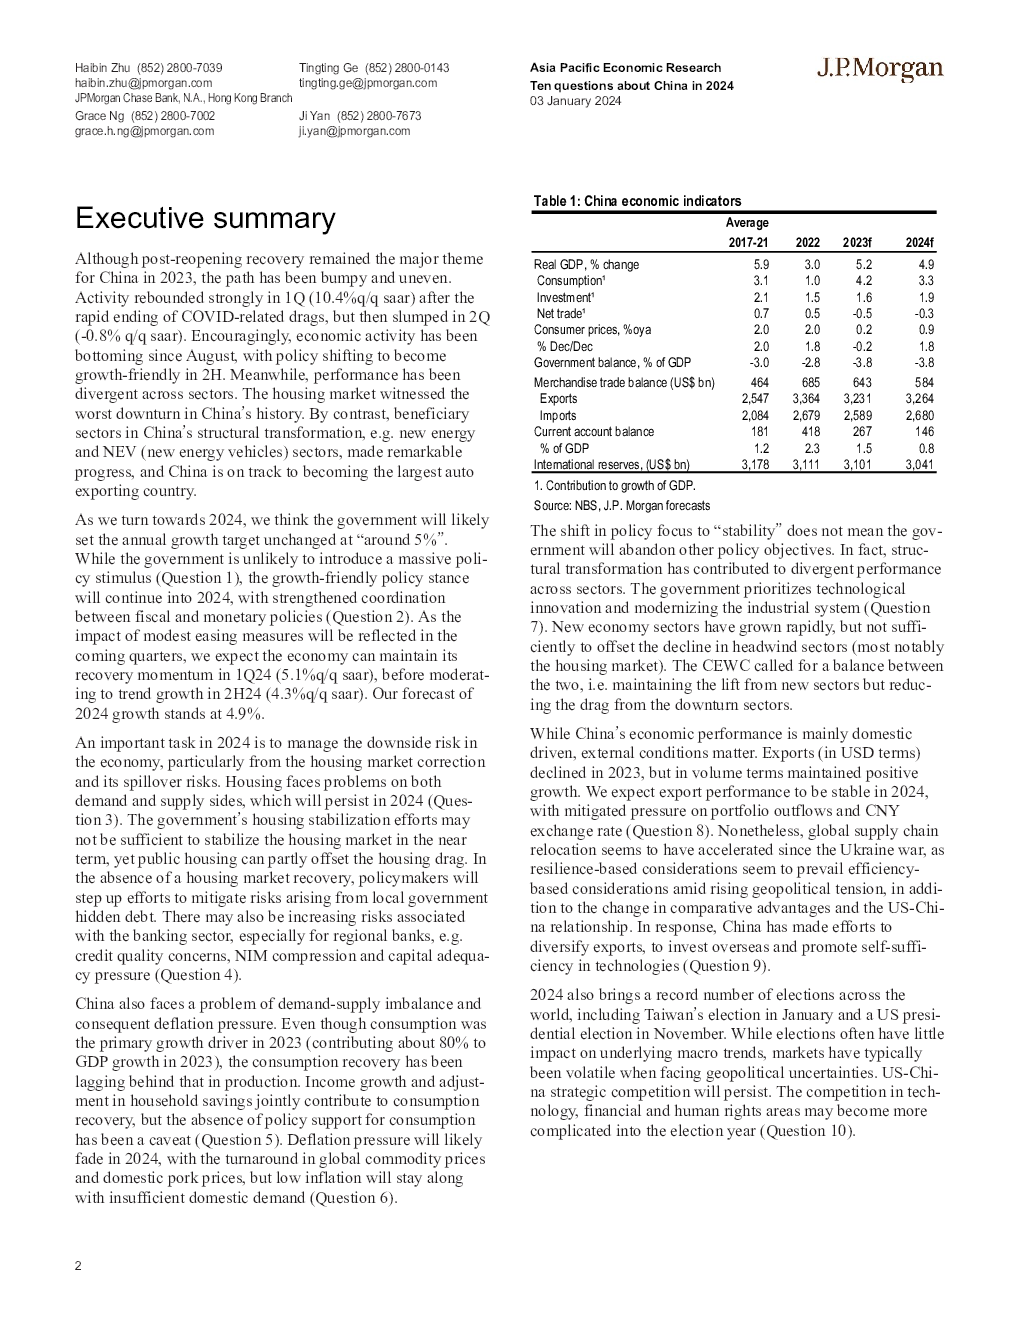 Haibin Zhu (852) 2800-7039
haibin.zhu@jpmorgan.com
JPMorgan Chase Bank, N.A., Hong Kong Branch
Grace Ng (852) 2800-7002
grace.h.ng@jpmorgan.com
Tingting Ge (852) 2800-0143
tingting.ge@jpmorgan.com
Ji Yan (852) 2800-7673
ji.yan@jpmorgan.com
Asia Pacific Economic Research
Ten questions about China in 2024
03 January 2024
J.P.Morgan
Executive summary
Although post-reopening recovery remained the major theme
for China in 2023, the path has been bumpy and uneven.
Activity rebounded strongly in 1Q (10.4%q/q saar) after the
rapid ending of COVID-related drags, but then slumped in 2Q
(-0.8% q/q saar). Encouragingly, economic activity has been
bottoming since August, with policy shifting to become
growth-friendly in 2H. Meanwhile, performance has been
divergent across sectors. The housing market witnessed the
worst downturn in China’s history. By contrast, beneficiary
sectors in China’s structural transformation, e.g. new energy
and NEV (new energy vehicles) sectors, made remarkable
progress, and China is on track to becoming the largest auto
exporting country.
As we turn towards 2024, we think the government will likely
set the annual growth target unchanged at “around 5%”.
While the government is unlikely to introduce a massive poli-
cy stimulus (Question 1), the growth-friendly policy stance
will continue into 2024, with strengthened coordination
between fiscal and monetary policies (Question 2). As the
impact of modest easing measures will be reflected in the
coming quarters, we expect the economy can maintain its
recovery momentum in 1Q24 (5.1%q/q saar), before moderat-
ing to trend growth in 2H24 (4.3%q/q saar). Our forecast of
2024 growth stands at 4.9%.
An important task in 2024 is to manage the downside risk in
the economy, particularly from the housing market correction
and its spillover risks. Housing faces problems on both
demand and supply sides, which will persist in 2024 (Ques-
tion 3). The government’s housing stabilization efforts may
not be sufficient to stabilize the housing market in the near
term, yet public housing can partly offset the housing drag. In
the absence of a housing market recovery, policymakers will
step up efforts to mitigate risks arising from local government
hidden debt. There may also be increasing risks associated
with the banking sector, especially for regional banks, e.g.
credit quality concerns, NIM compression and capital adequa-
cy pressure (Question 4).
China also faces a problem of demand-supply imbalance and
consequent deflation pressure. Even though consumption was
the primary growth driver in 2023 (contributing about 80% to
GDP growth in 2023), the consumption recovery has been
lagging behind that in production. Income growth and adjust-
ment in household savings jointly contribute to consumption
recovery, but the absence of policy support for consumption
has been a caveat (Question 5). Deflation pressure will likely
fade in 2024, with the turnaround in global commodity prices
and domestic pork prices, but low inflation will stay along
with insufficient domestic demand (Question 6).
Table 1: China economic indicators
Average
2017-21 2022 2023f 2024f
Real GDP, % change 5.9 3.0 5.2 4.9
Consumption¹ 3.1 1.0 4.2 3.3
Investment¹ 2.1 1.5 1.6 1.9
Net trade¹ 0.7 0.5 -0.5 -0.3
Consumer prices, %oya 2.0 2.0 0.2 0.9
% Dec/Dec 2.0 1.8 -0.2 1.8
Government balance, % of GDP -3.0 -2.8 -3.8 -3.8
Merchandise trade balance (US$ bn) 464 685 643 584
Exports 2,547 3,364 3,231 3,264
Imports 2,084 2,679 2,589 2,680
Current account balance 181 418 267 146
% of GDP 1.2 2.3 1.5 0.8
International reserves, (US$ bn) 3,178 3,111 3,101 3,041
1. Contribution to growth of GDP.
Source: NBS, J.P. Morgan forecasts
The shift in policy focus to “stability” does not mean the gov-
ernment will abandon other policy objectives. In fact, struc-
tural transformation has contributed to divergent performance
across sectors. The government prioritizes technological
innovation and modernizing the industrial system (Question
7). New economy sectors have grown rapidly, but not suffi-
ciently to offset the decline in headwind sectors (most notably
the housing market). The CEWC called for a balance between
the two, i.e. maintaining the lift from new sectors but reduc-
ing the drag from the downturn sectors.
While China’s economic performance is mainly domestic
driven, external conditions matter. Exports (in USD terms)
declined in 2023, but in volume terms maintained positive
growth. We expect export performance to be stable in 2024,
with mitigated pressure on portfolio outflows and CNY
exchange rate (Question 8). Nonetheless, global supply chain
relocation seems to have accelerated since the Ukraine war, as
resilience-based considerations seem to prevail efficiency-
based considerations amid rising geopolitical tension, in addi-
tion to the change in comparative advantages and the US-Chi-
na relationship. In response, China has made efforts to
diversify exports, to invest overseas and promote self-suffi-
ciency in technologies (Question 9).
2024 also brings a record number of elections across the
world, including Taiwan’s election in January and a US presi-
dential election in November. While elections often have little
impact on underlying macro trends, markets have typically
been volatile when facing geopolitical uncertainties. US-Chi-
na strategic competition will persist. The competition in tech-
nology, financial and human rights areas may become more
complicated into the election year (Question 10).
2